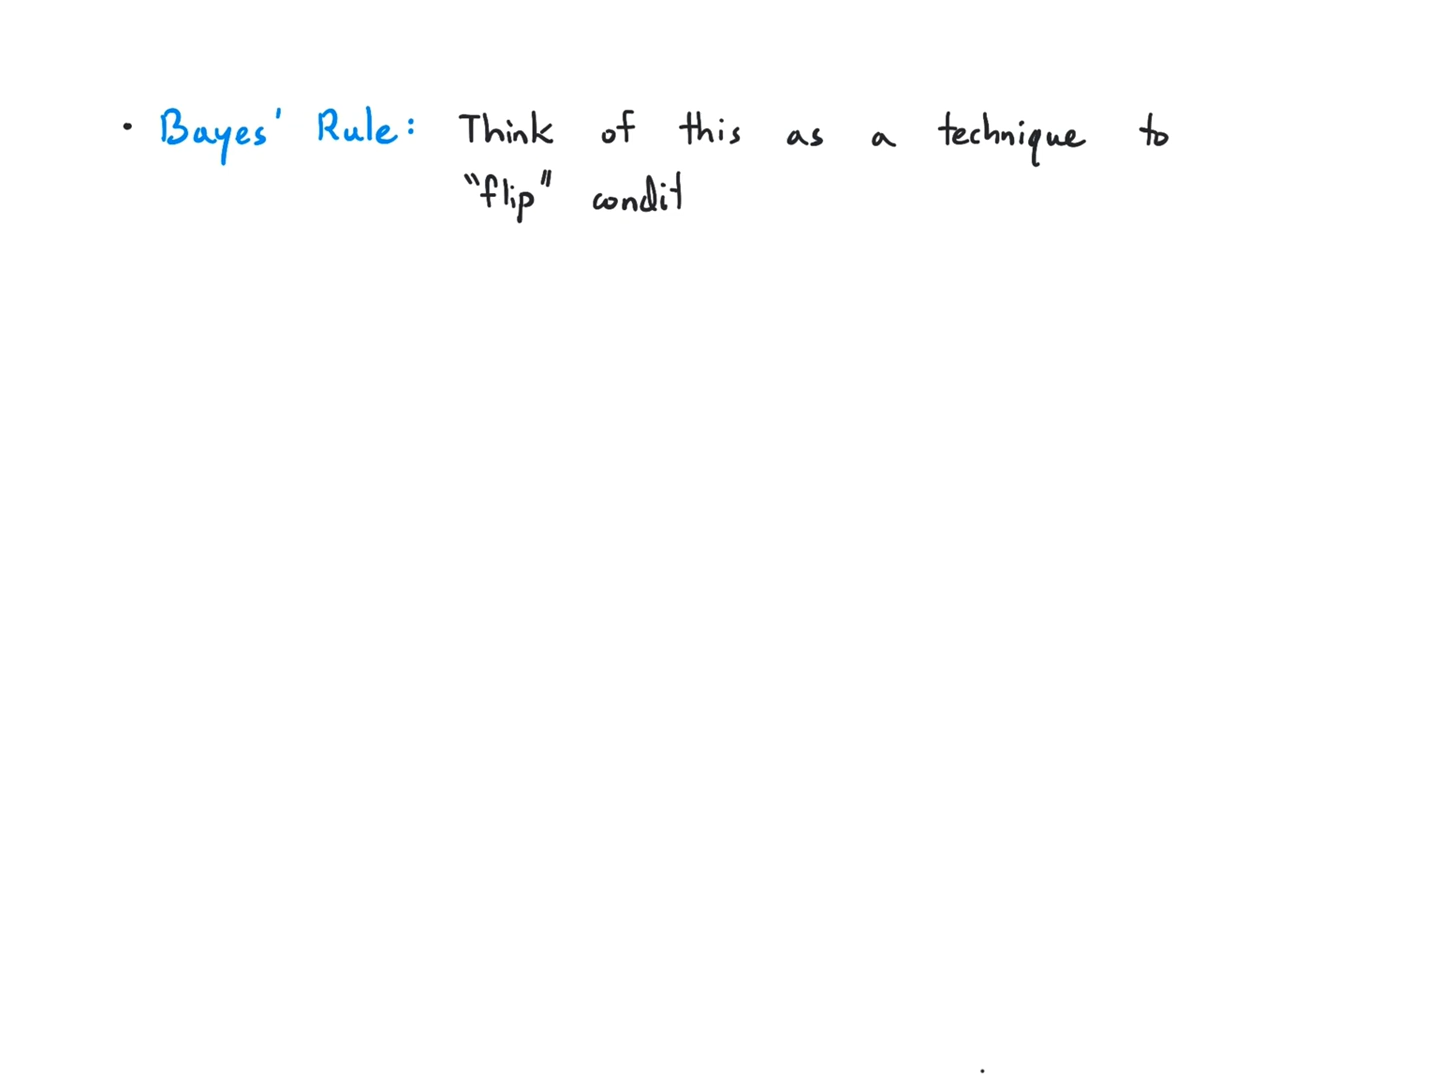 • Bayes' Rule: Think of this as a technique to
"flip" condit